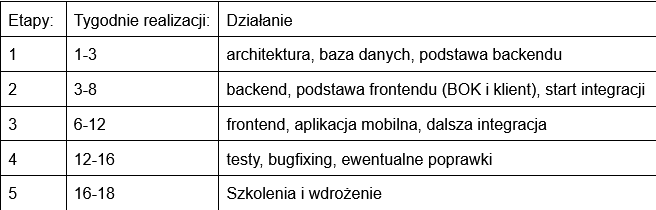 Etapy: Tygodnie realizacji: Działanie
1 1-3 architektura, baza danych, podstawa backendu
2 3-8 backend, podstawa frontendu (BOK i klient), start integracji
3 6-12 frontend, aplikacja mobilna, dalsza integracja
4 12-16 testy, bugfixing, ewentualne poprawki
5 16-18 Szkolenia i wdrożenie